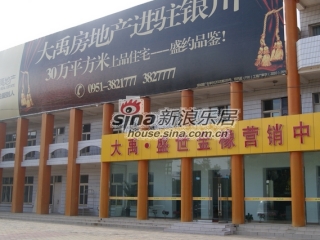 大禹房地产进驻银川
30万平方米上品住宅——盛约品鉴!
0951-3821777 3827777
sina新浪乐居
house.sina.com.cn
大禹·盛世金橡营销中